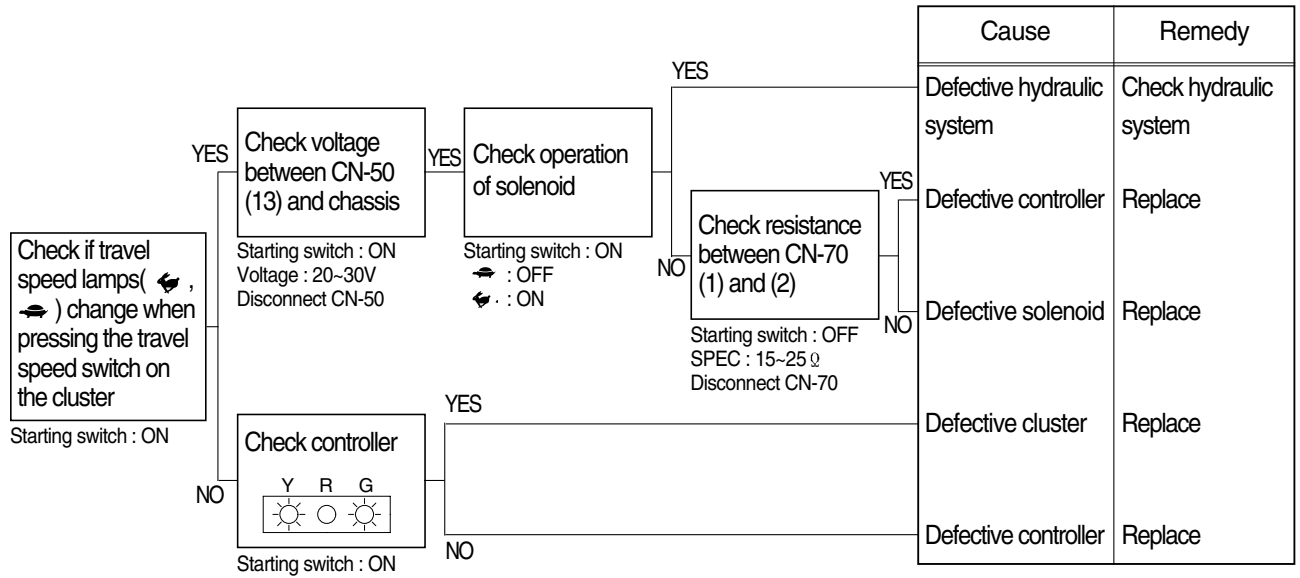 Check if travel
speed lamps( ,
) change when
pressing the travel
speed switch on
the cluster
Starting switch : ON
YES
Check voltage
between CN-50
(13) and chassis
Starting switch : ON
Voltage : 20~30V
Disconnect CN-50
YES
Check operation
of solenoid
Starting switch : ON
: OFF
: ON
YES
NO
Check resistance
between CN-70
(1) and (2)
Starting switch : OFF
SPEC : 15~25 Ω
Disconnect CN-70
YES
NO
NO
Check controller
Y R G
Starting switch : ON
YES
NO
Cause Remedy
Defective hydraulic
system
Check hydraulic
system
Defective controller Replace
Defective solenoid Replace
Defective cluster Replace
Defective controller Replace